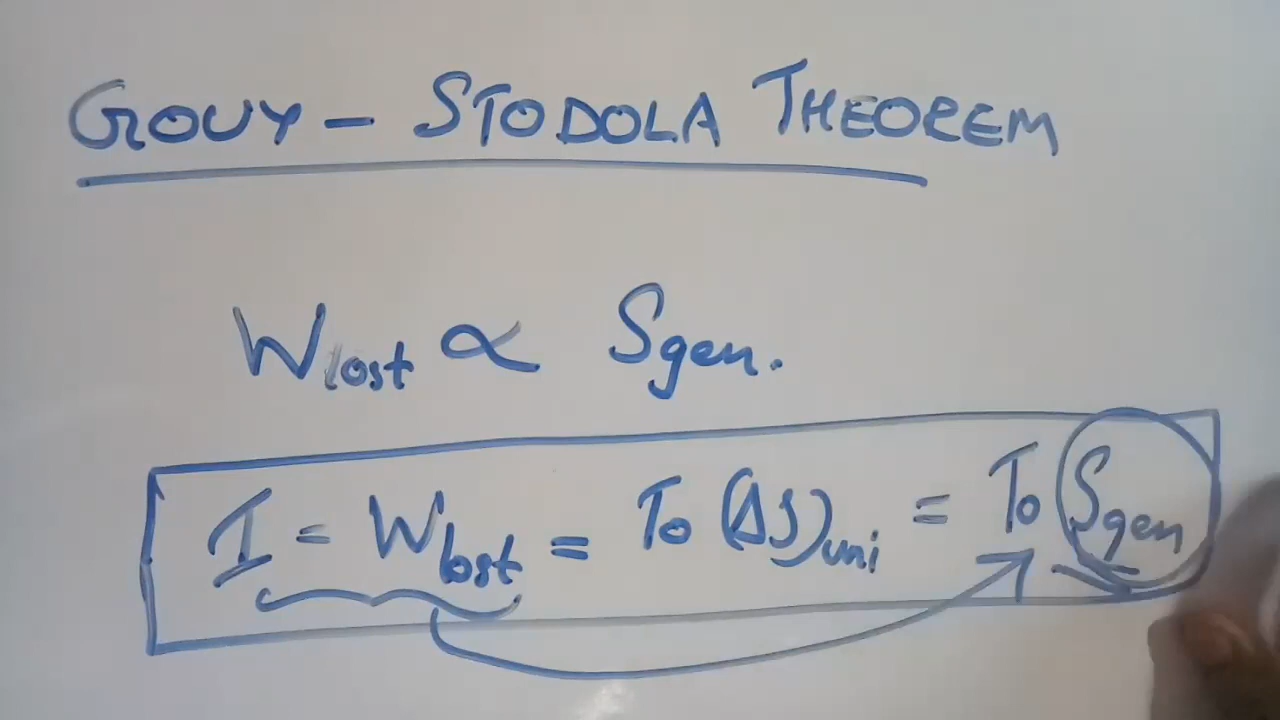 GOUY - STODOLA THEOREM
Wlost ∝ Sgen.
I = Wlost = To (ΔS)uni = To Sgen